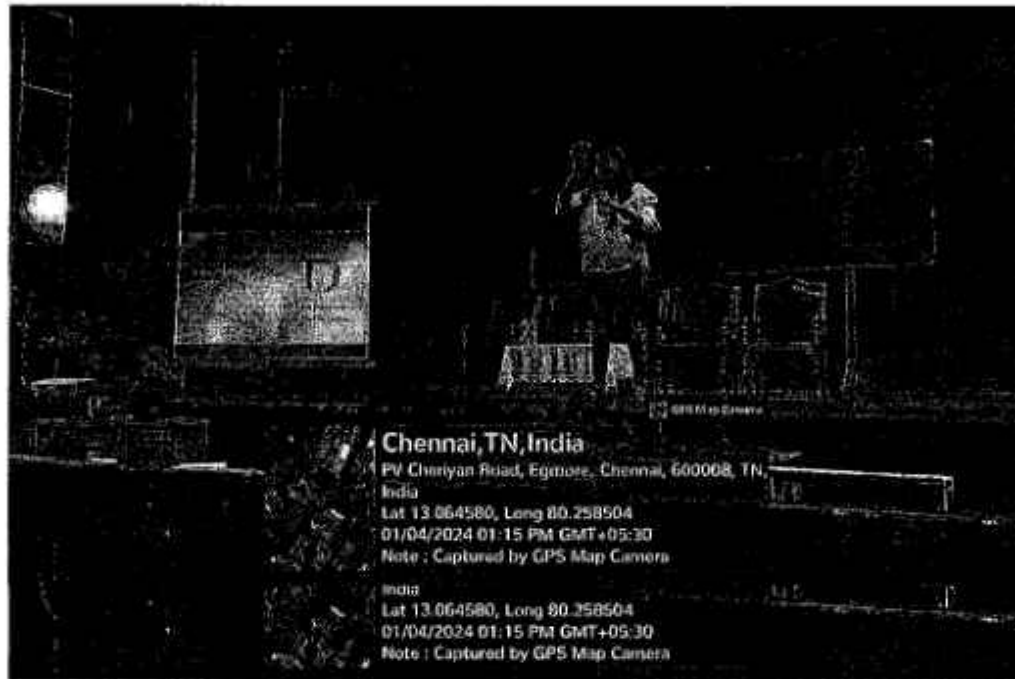 GPS Map Camera
Chennai,TN,India
PV Cheriyan Road, Egmore, Chennai, 600008, TN,
India
Lat 13.064580, Long 80.258504
01/04/2024 01:15 PM GMT+05:30
Note : Captured by GPS Map Camera
India
Lat 13.064580, Long 80.258504
01/04/2024 01:15 PM GMT+05:30
Note : Captured by GPS Map Camera